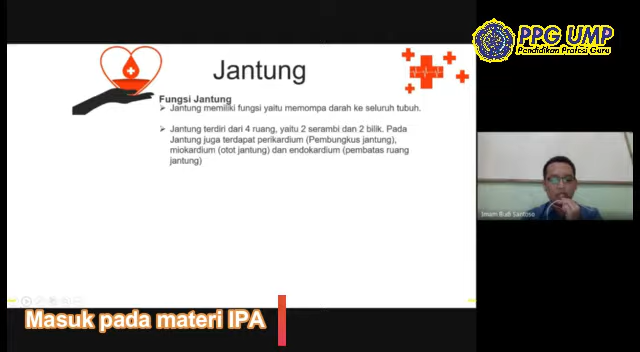 PPG UMP
Pendidikan Profesi Guru
Jantung
Fungsi Jantung
➢ Jantung memiliki fungsi yaitu memompa darah ke seluruh tubuh.
➢ Jantung terdiri dari 4 ruang, yaitu 2 serambi dan 2 bilik. Pada
Jantung juga terdapat perikardium (Pembungkus jantung),
miokardium (otot jantung) dan endokardium (pembatas ruang
jantung)
Imam Budi Santoso
Masuk pada materi IPA